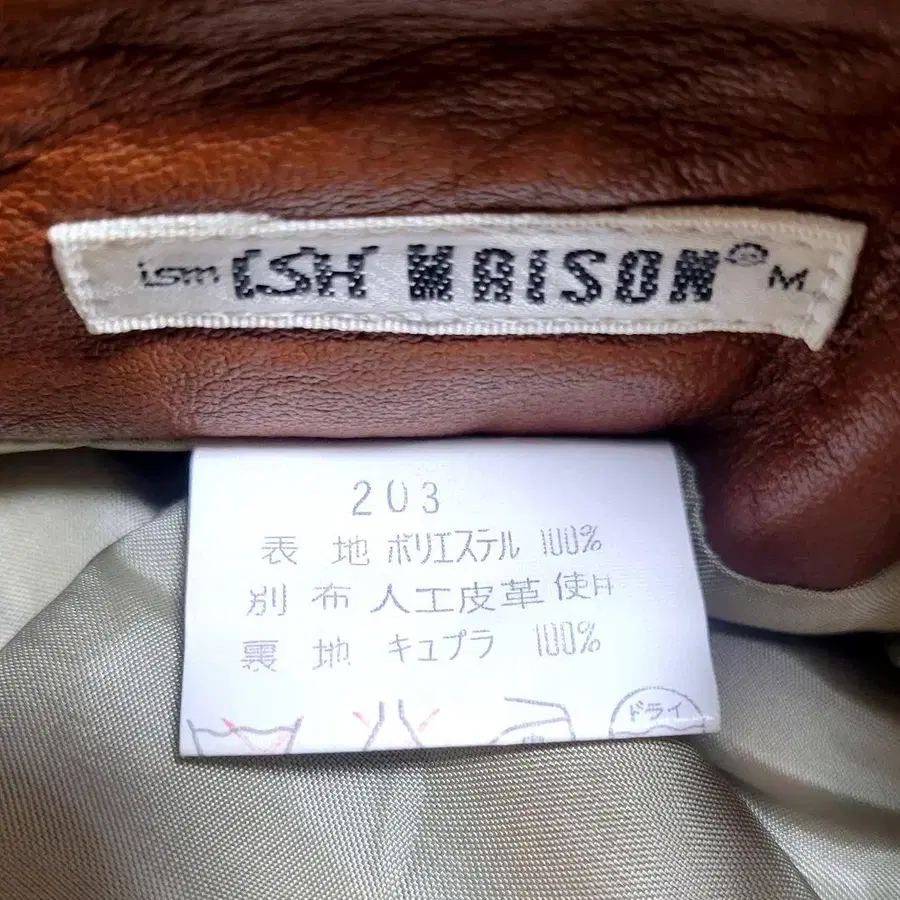 ism ISH MAISON M
203
表地 ポリエステル 100%
別布 人工皮革使用
裏地 キュプラ 100%
ドライ